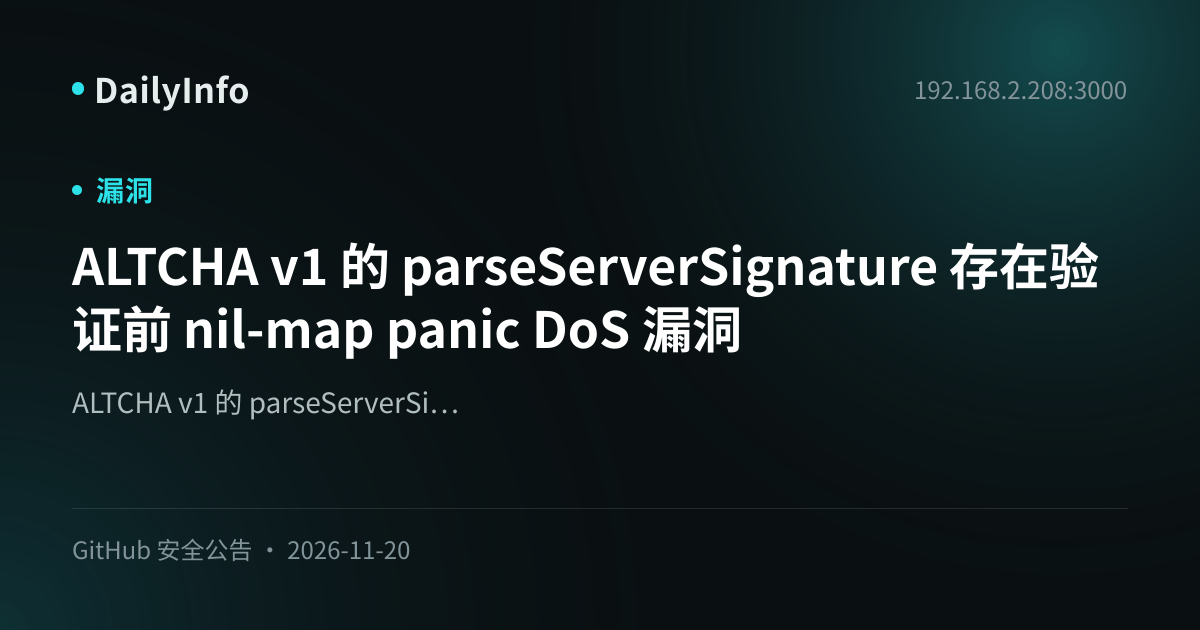 DailyInfo
192.168.2.208:3000
漏洞
ALTCHA v1 的 parseServerSignature 存在验
证前 nil-map panic DoS 漏洞
ALTCHA v1 的 parseServerSi…
GitHub 安全公告 · 2026-11-20